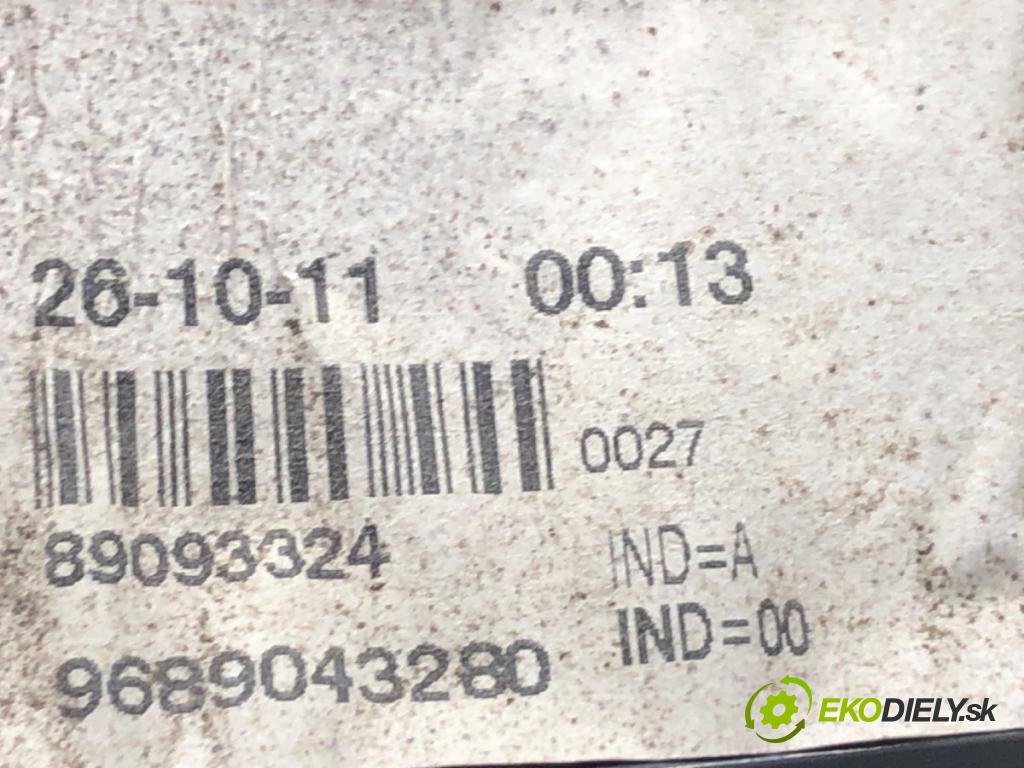 26-10-11 00:13
0027
89093324 IND=A
9689043280 IND=00
EKODIELY.sk